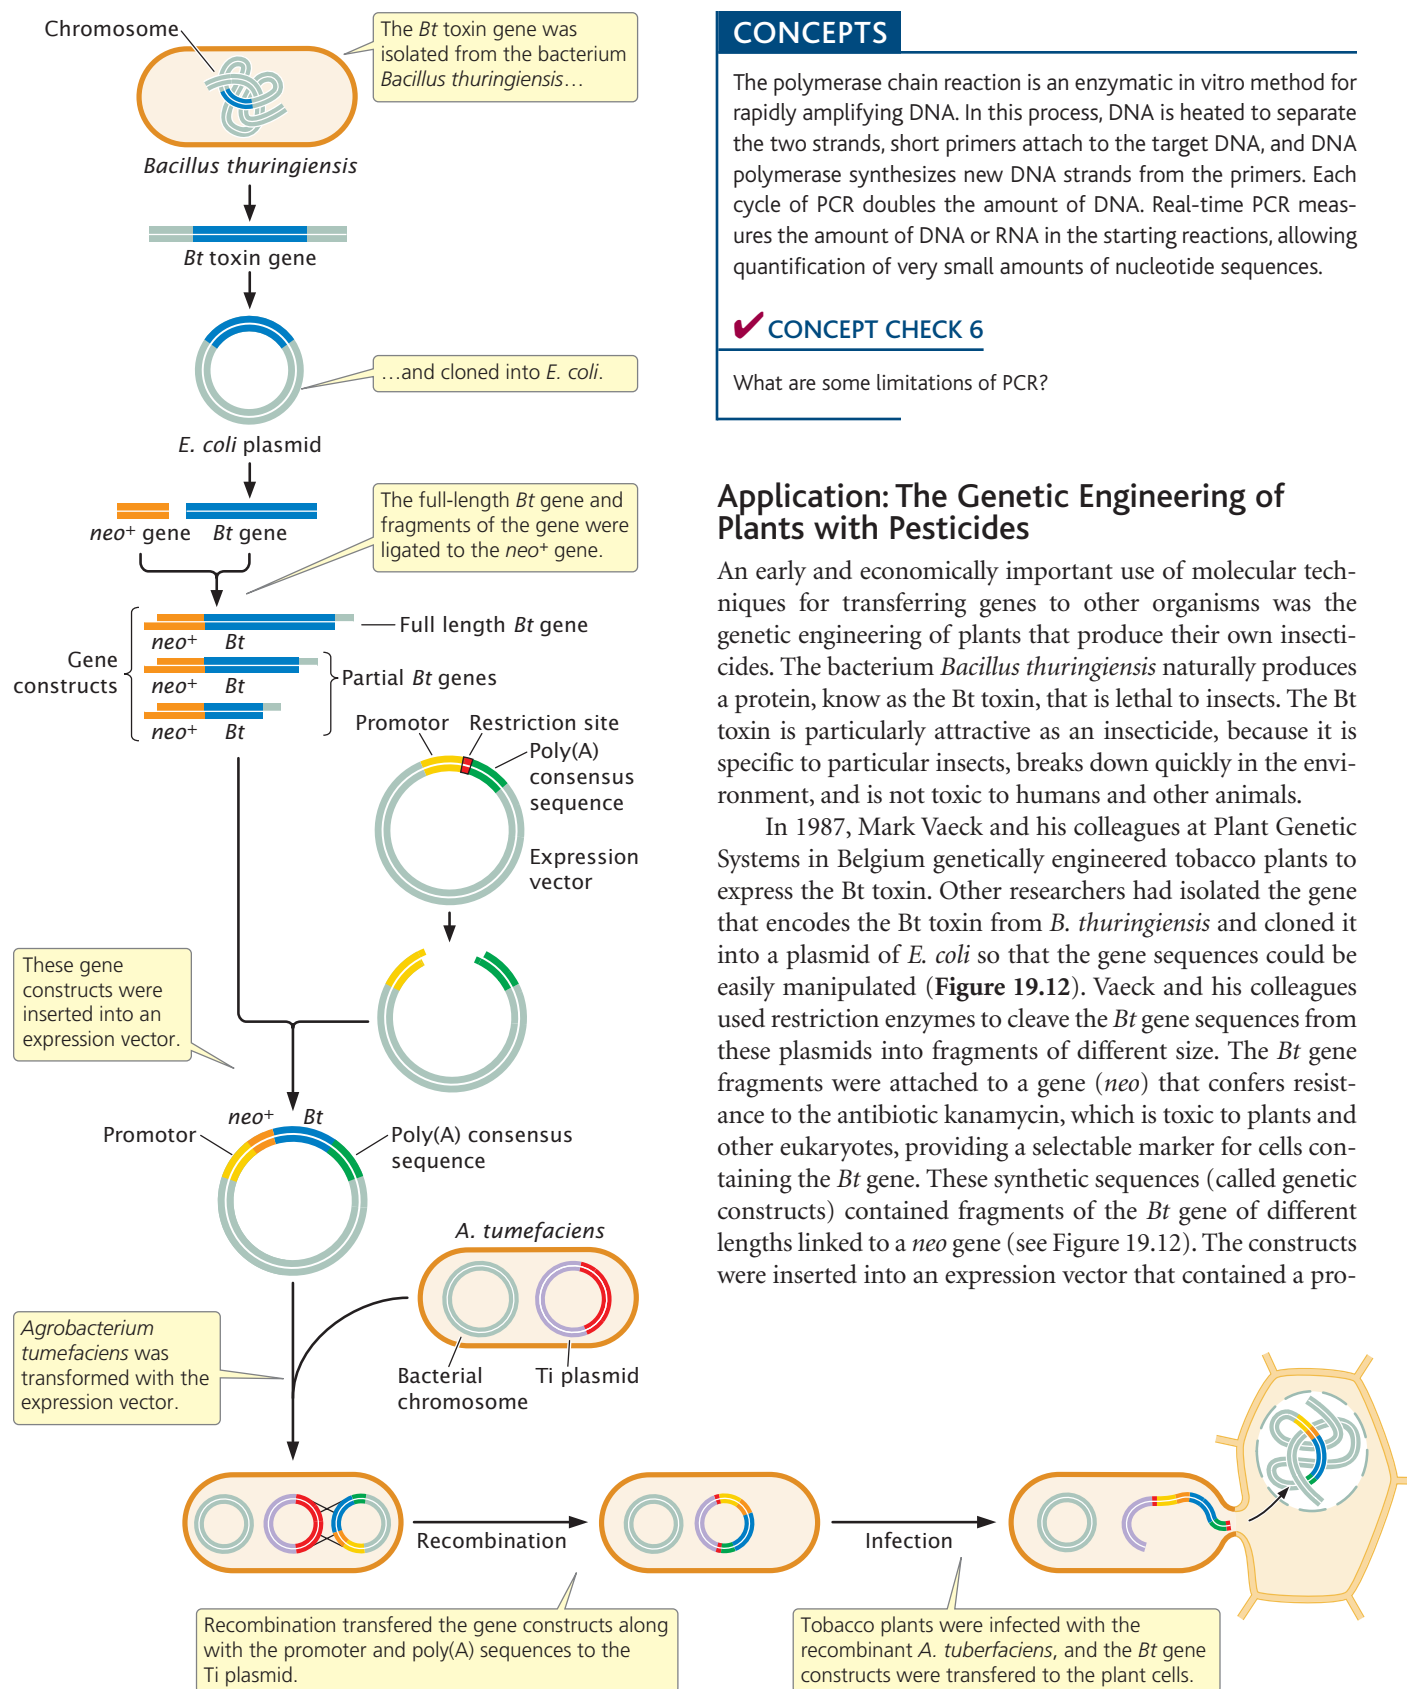 Chromosome
The Bt toxin gene was
isolated from the bacterium
Bacillus thuringiensis…
Bacillus thuringiensis
Bt toxin gene
…and cloned into E. coli.
E. coli plasmid
The full-length Bt gene and
fragments of the gene were
ligated to the neo+ gene.
neo+ gene Bt gene
Full length Bt gene
neo+ Bt
Gene
constructs
Partial Bt genes
neo+ Bt
neo+ Bt
Promotor Restriction site
Poly(A)
consensus
sequence
Expression
vector
These gene
constructs were
inserted into an
expression vector.
neo+ Bt
Promotor
Poly(A) consensus
sequence
A. tumefaciens
Bacterial
chromosome
Ti plasmid
Agrobacterium
tumefaciens was
transformed with the
expression vector.
Recombination
Infection
Recombination transfered the gene constructs along
with the promoter and poly(A) sequences to the
Ti plasmid.
Tobacco plants were infected with the
recombinant A. tuberfaciens, and the Bt gene
constructs were transfered to the plant cells.
CONCEPTS
The polymerase chain reaction is an enzymatic in vitro method for
rapidly amplifying DNA. In this process, DNA is heated to separate
the two strands, short primers attach to the target DNA, and DNA
polymerase synthesizes new DNA strands from the primers. Each
cycle of PCR doubles the amount of DNA. Real-time PCR meas-
ures the amount of DNA or RNA in the starting reactions, allowing
quantification of very small amounts of nucleotide sequences.
✔ CONCEPT CHECK 6
What are some limitations of PCR?
Application: The Genetic Engineering of
Plants with Pesticides
An early and economically important use of molecular tech-
niques for transferring genes to other organisms was the
genetic engineering of plants that produce their own insecti-
cides. The bacterium Bacillus thuringiensis naturally produces
a protein, know as the Bt toxin, that is lethal to insects. The Bt
toxin is particularly attractive as an insecticide, because it is
specific to particular insects, breaks down quickly in the envi-
ronment, and is not toxic to humans and other animals.
In 1987, Mark Vaeck and his colleagues at Plant Genetic
Systems in Belgium genetically engineered tobacco plants to
express the Bt toxin. Other researchers had isolated the gene
that encodes the Bt toxin from B. thuringiensis and cloned it
into a plasmid of E. coli so that the gene sequences could be
easily manipulated (Figure 19.12). Vaeck and his colleagues
used restriction enzymes to cleave the Bt gene sequences from
these plasmids into fragments of different size. The Bt gene
fragments were attached to a gene (neo) that confers resist-
ance to the antibiotic kanamycin, which is toxic to plants and
other eukaryotes, providing a selectable marker for cells con-
taining the Bt gene. These synthetic sequences (called genetic
constructs) contained fragments of the Bt gene of different
lengths linked to a neo gene (see Figure 19.12). The constructs
were inserted into an expression vector that contained a pro-